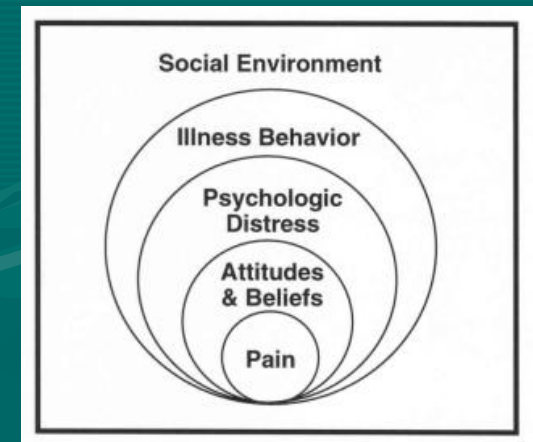 Social Environment
Illness Behavior
Psychologic
Distress
Attitudes
& Beliefs
Pain